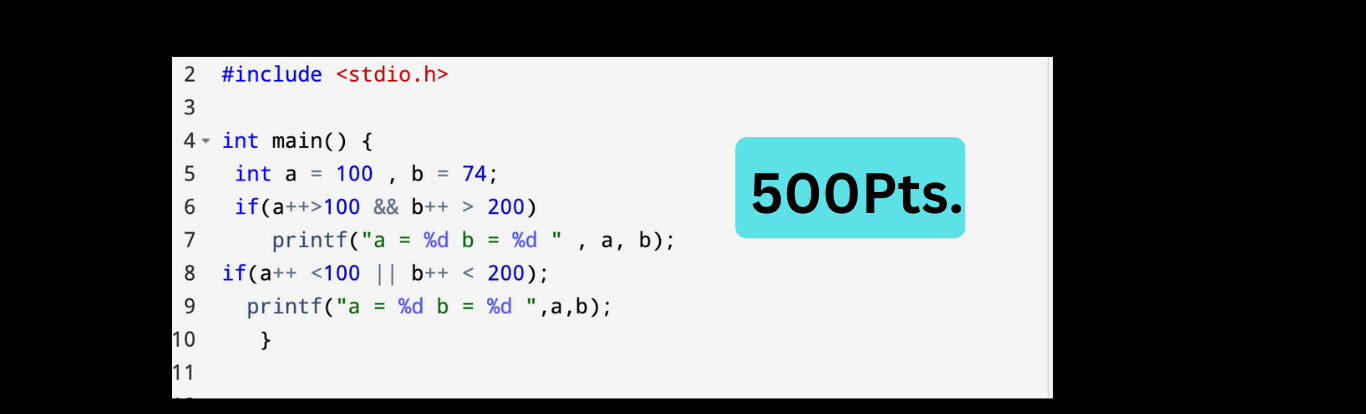 2 #include <stdio.h>
3
4 int main() {
5 int a = 100 , b = 74;
6 if(a++>100 && b++ > 200)
7 printf("a = %d b = %d " , a, b);
8 if(a++ <100 || b++ < 200);
9 printf("a = %d b = %d ",a,b);
10 }
11
500Pts.